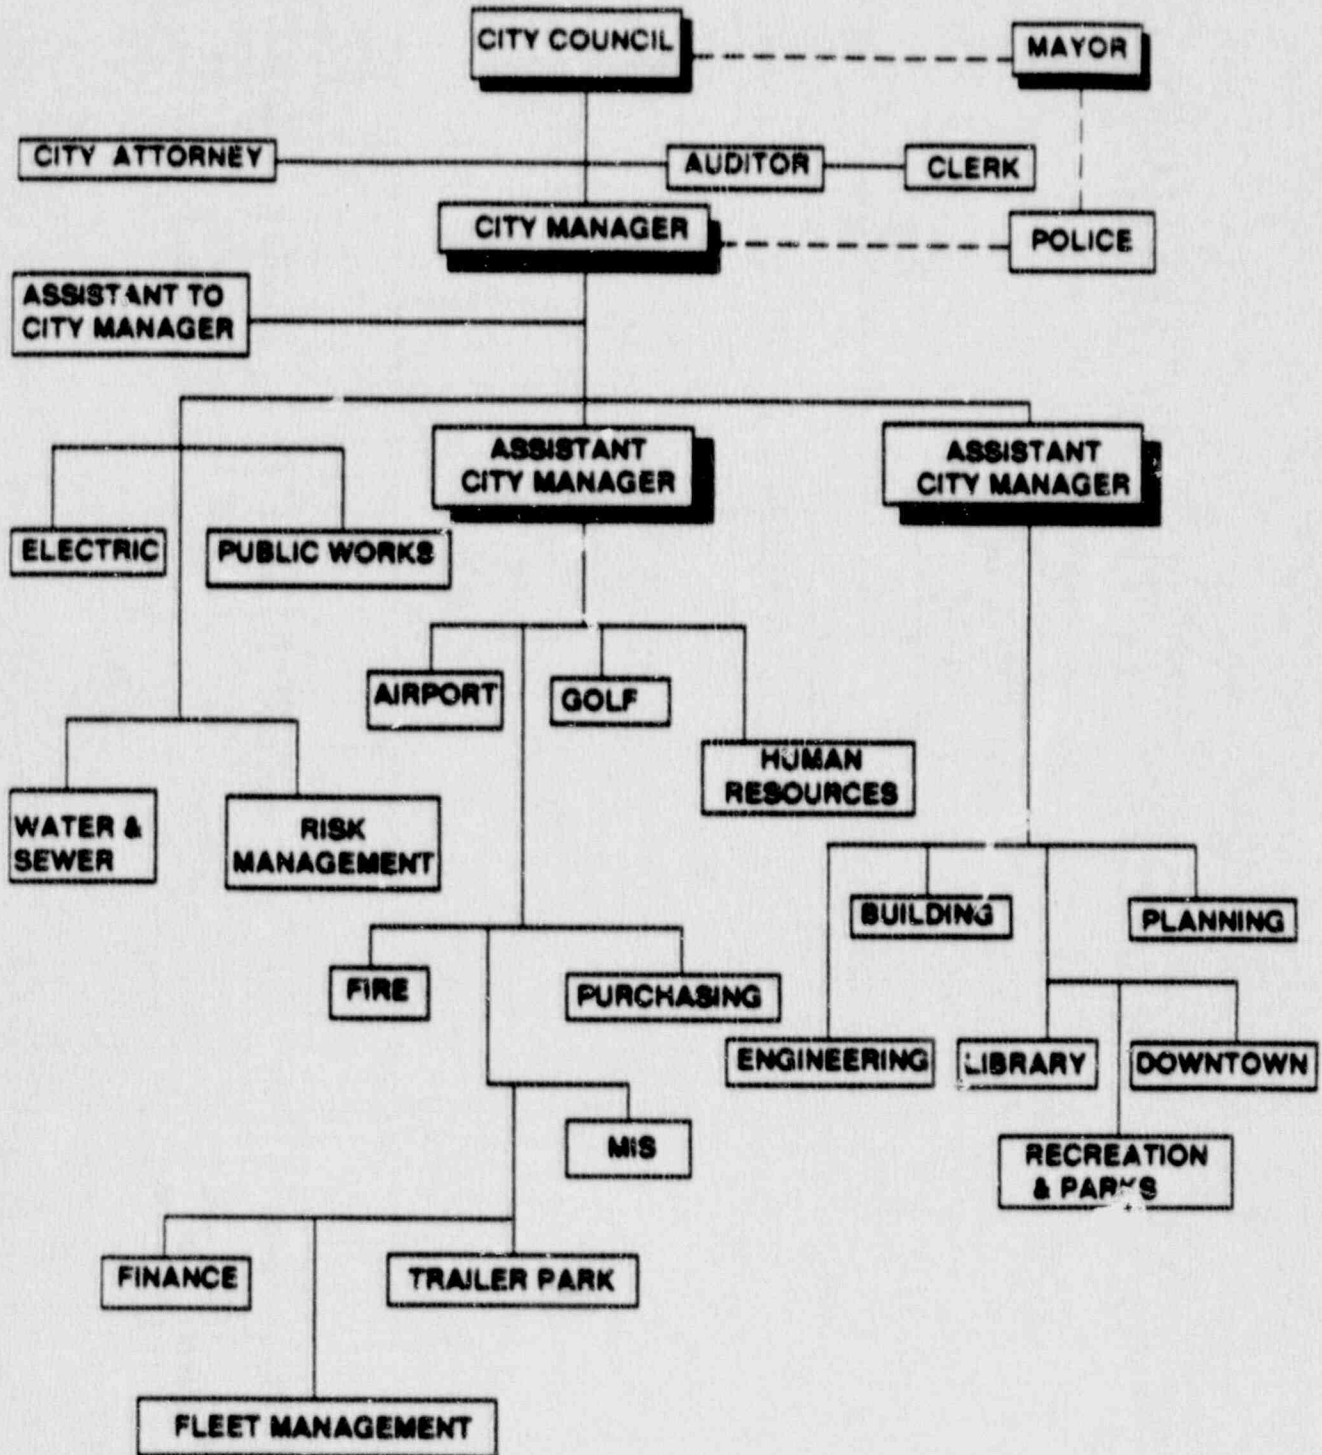 CITY COUNCIL
MAYOR
CITY ATTORNEY
AUDITOR
CLERK
CITY MANAGER
POLICE
ASSISTANT TO
CITY MANAGER
ASSISTANT
CITY MANAGER
ASSISTANT
CITY MANAGER
ELECTRIC
PUBLIC WORKS
AIRPORT
GOLF
HUMAN
RESOURCES
WATER &
SEWER
RISK
MANAGEMENT
BUILDING
PLANNING
FIRE
PURCHASING
ENGINEERING
LIBRARY
DOWNTOWN
MIS
RECREATION
& PARKS
FINANCE
TRAILER PARK
FLEET MANAGEMENT